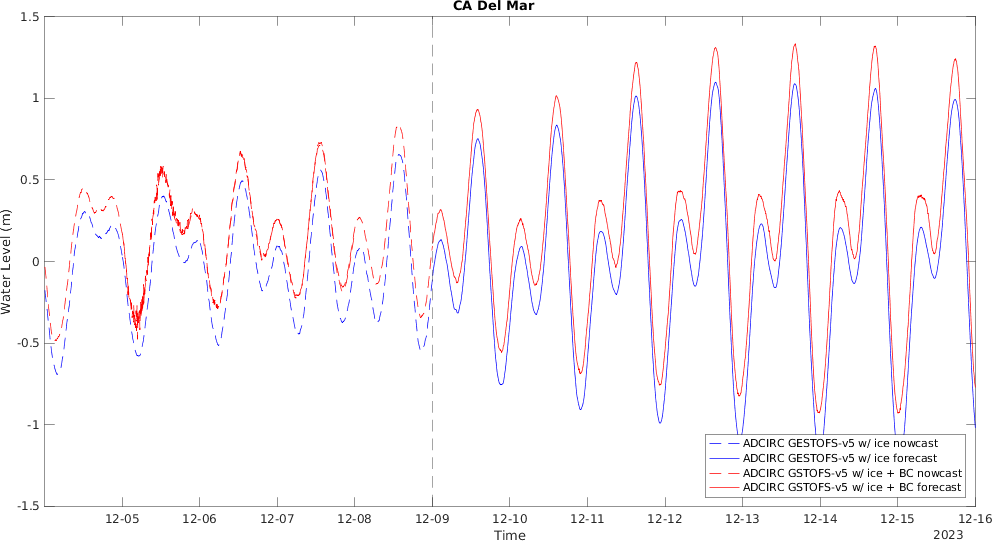 CA Del Mar
1.5
1
0.5
0
-0.5
-1
-1.5
Water Level (m)
ADCIRC GESTOFS-v5 w/ ice nowcast
ADCIRC GESTOFS-v5 w/ ice forecast
ADCIRC GSTOFS-v5 w/ ice + BC nowcast
ADCIRC GSTOFS-v5 w/ ice + BC forecast
12-05 12-06 12-07 12-08 12-09 12-10 12-11 12-12 12-13 12-14 12-15 12-16
Time
2023